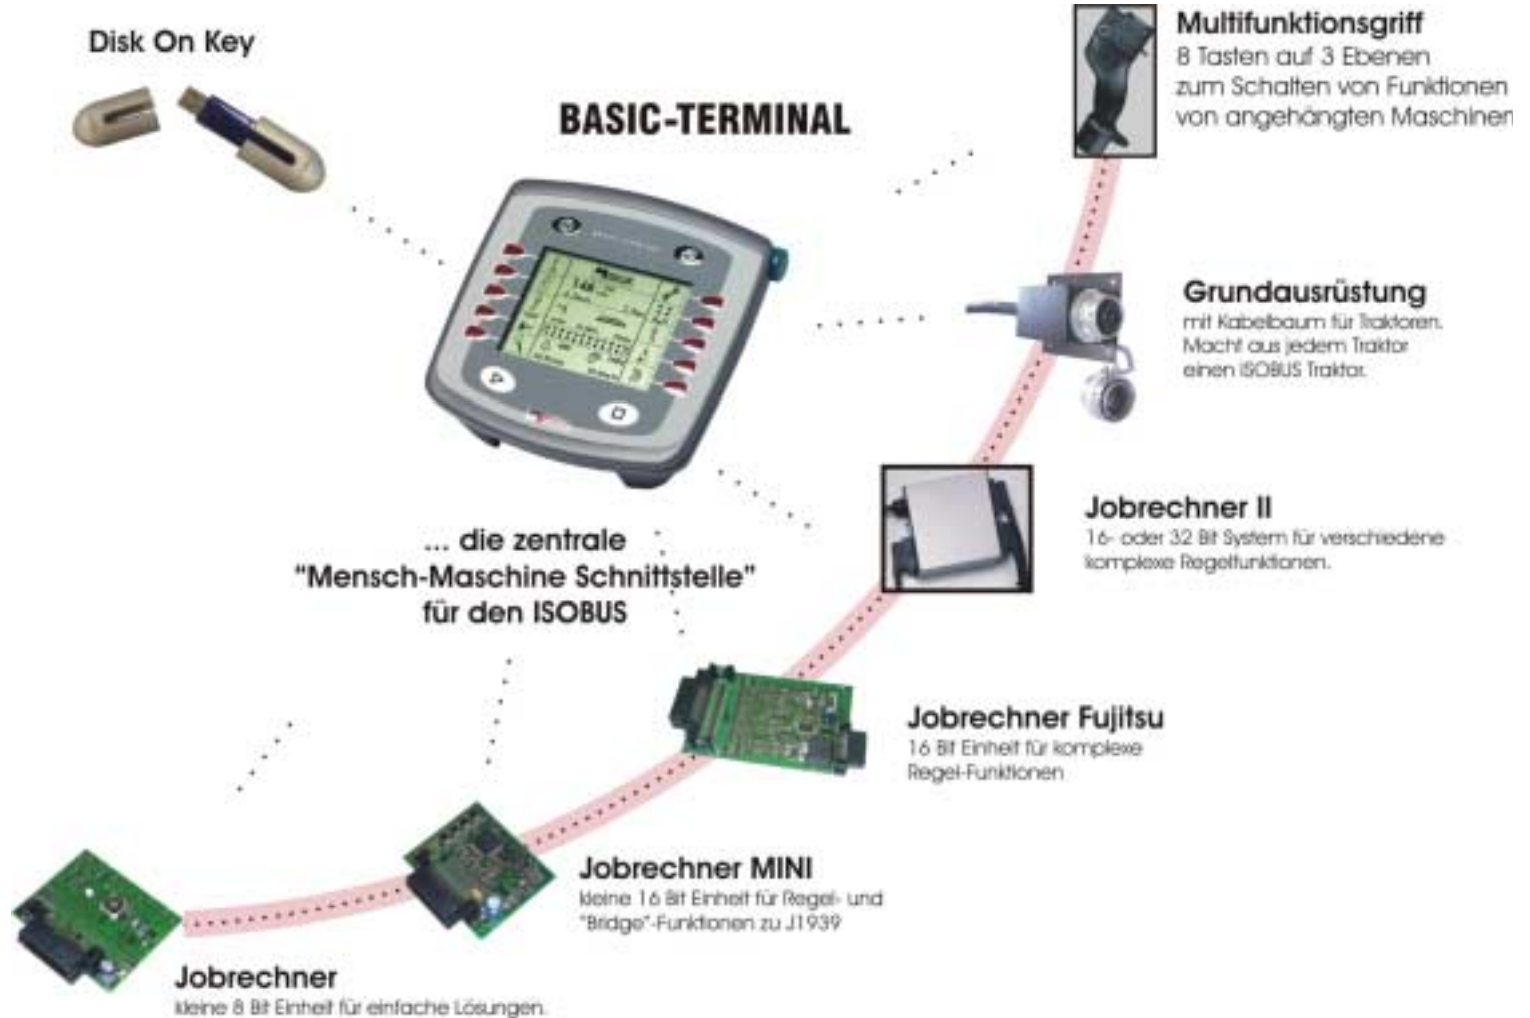 Disk On Key
BASIC-TERMINAL
Multifunktionsgriff
8 Tasten auf 3 Ebenen
zum Schalten von Funktionen
von angehängten Maschinen
Grundausrüstung
mit Kabelbaum für Traktoren.
Macht aus jedem Traktor
einen ISOBUS Traktor.
Jobrechner II
16- oder 32 Bit System für verschiedene
komplexe Regelfunktionen.
... die zentrale
"Mensch-Maschine Schnittstelle"
für den ISOBUS
Jobrechner Fujitsu
16 Bit Einheit für komplexe
Regel-Funktionen
Jobrechner MINI
kleine 16 Bit Einheit für Regel- und
"Bridge"-Funktionen zu J1939
Jobrechner
kleine 8 Bit Einheit für einfache Lösungen.